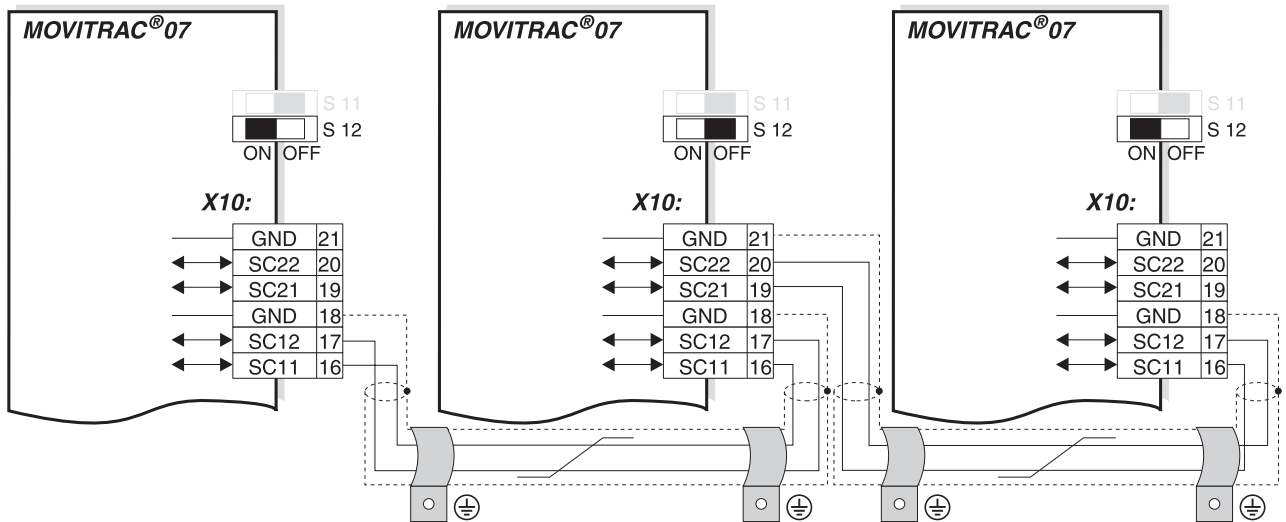 MOVITRAC®07
S 11
S 12
ON OFF
X10:
GND 21
SC22 20
SC21 19
GND 18
SC12 17
SC11 16
MOVITRAC®07
S 11
S 12
ON OFF
X10:
GND 21
SC22 20
SC21 19
GND 18
SC12 17
SC11 16
MOVITRAC®07
S 11
S 12
ON OFF
X10:
GND 21
SC22 20
SC21 19
GND 18
SC12 17
SC11 16